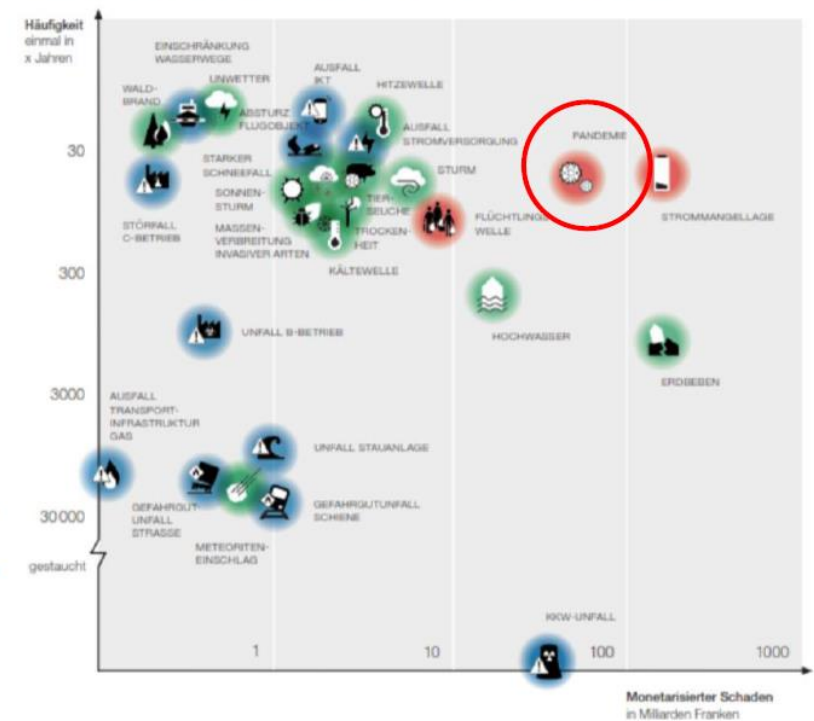 Häufigkeit
einmal in
x Jahren
EINSCHRÄNKUNG
WASSERWEGE
UNWETTER
AUSFALL
IKT
HITZEWELLE
WALD-
BRAND
ABSTURZ
FLUGOBJEKT
AUSFALL
STROMVERSORGUNG
PANDEMIE
30
STARKER
SCHNEEFALL
STURM
SONNEN-
STURM
TIER-
SEUCHE
STÖRFALL
C-BETRIEB
MASSEN-
VERBREITUNG
INVASIVER ARTEN
TROCKEN-
HEIT
FLÜCHTLINGS
WELLE
STROMMANGELLAGE
KÄLTEWELLE
300
UNFALL B-BETRIEB
HOCHWASSER
ERDBEBEN
3000
AUSFALL
TRANSPORT-
INFRASTRUKTUR
GAS
UNFALL STAUANLAGE
GEFAHRGUT-
UNFALL
STRASSE
GEFAHRGUTUNFALL
SCHIENE
30 000
METEORITEN-
EINSCHLAG
gestaucht
KKW-UNFALL
1
10
100
1000
Monetarisierter Schaden
in Milliarden Franken